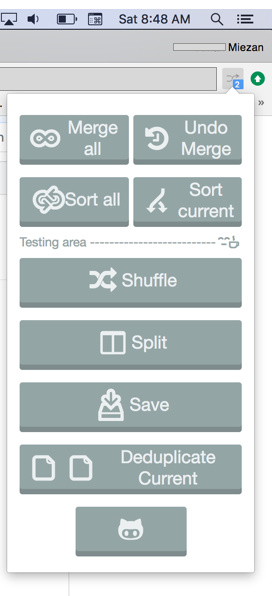 Sat 8:48 AM
Miezan
2
»
Merge all
Undo Merge
Sort all
Sort current
Testing area ---------------------------
Shuffle
Split
Save
Deduplicate Current